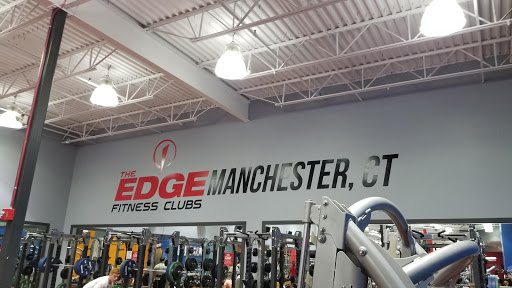 THE
EDGE MANCHESTER, CT
FITNESS CLUBS